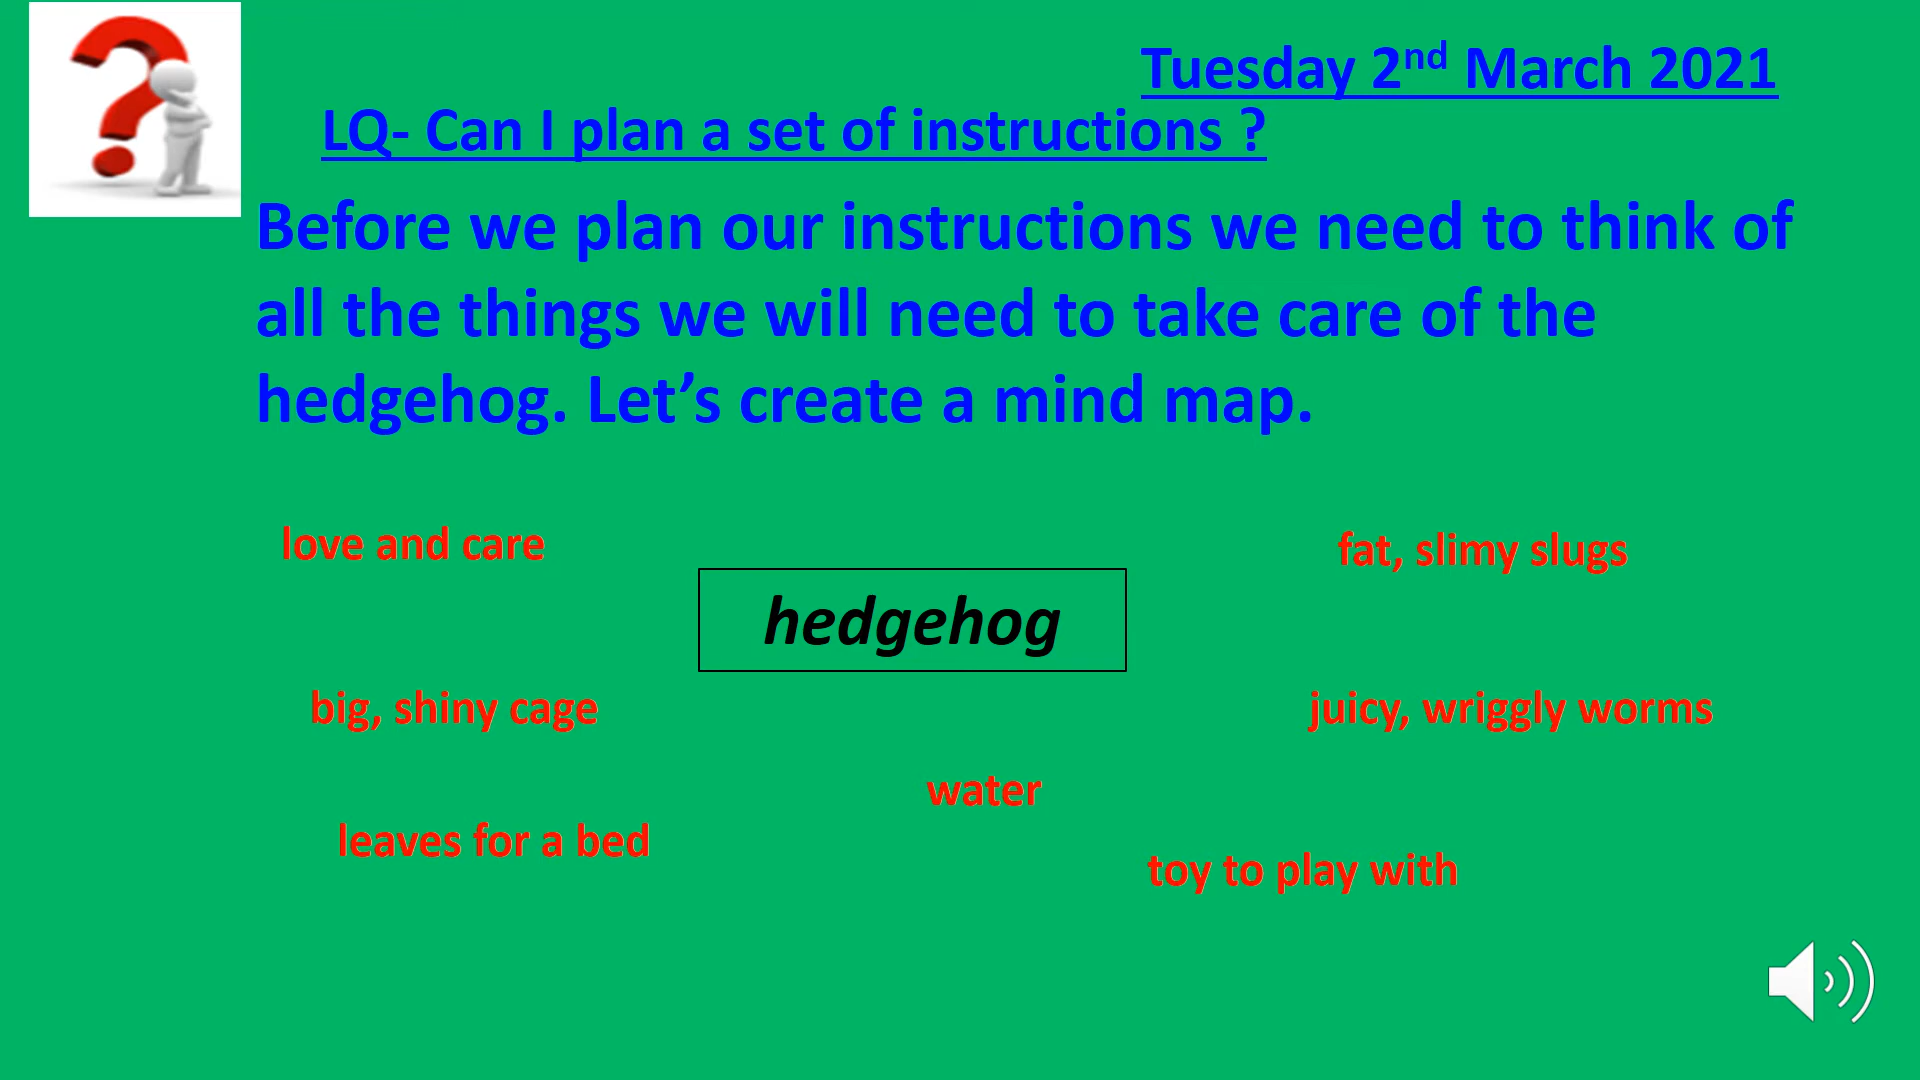 Tuesday 2nd March 2021
LQ- Can I plan a set of instructions ?
Before we plan our instructions we need to think of
all the things we will need to take care of the
hedgehog. Let’s create a mind map.
love and care
fat, slimy slugs
hedgehog
big, shiny cage
juicy, wriggly worms
water
leaves for a bed
toy to play with